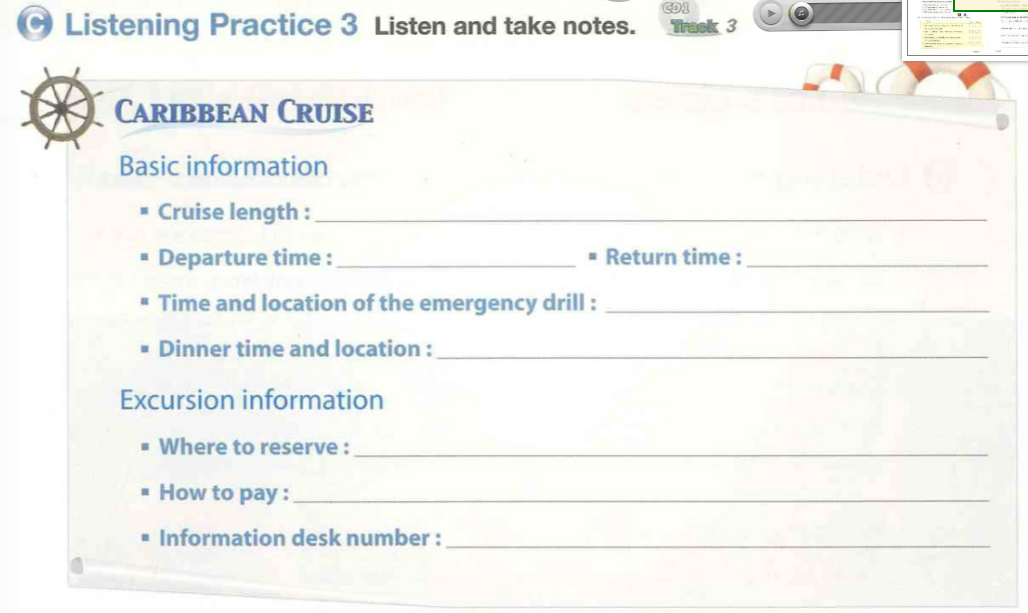 C Listening Practice 3 Listen and take notes. CD1 Track 3
CARIBBEAN CRUISE
Basic information
▪ Cruise length :
▪ Departure time : ▪ Return time :
▪ Time and location of the emergency drill :
▪ Dinner time and location :
Excursion information
▪ Where to reserve :
▪ How to pay :
▪ Information desk number :